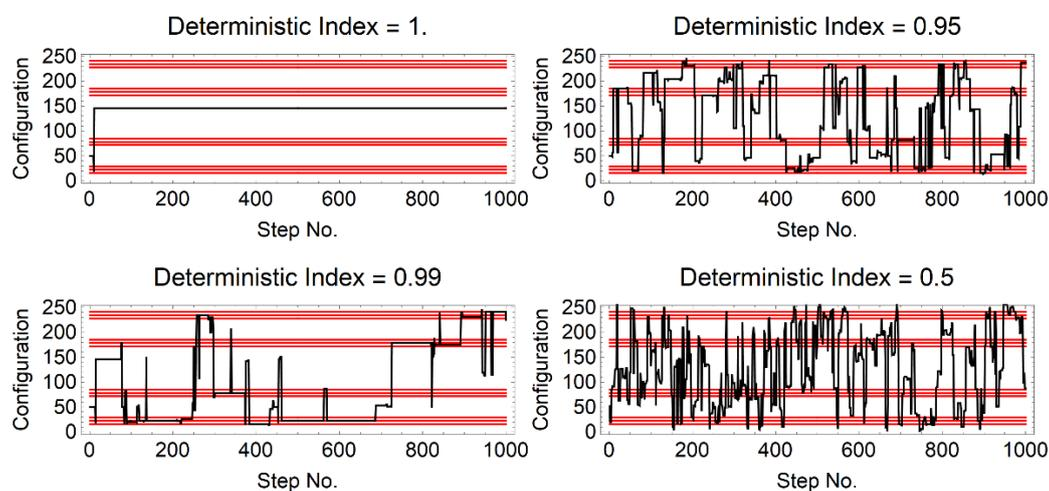 Deterministic Index = 1.
Configuration
250
200
150
100
50
0
0 200 400 600 800 1000
Step No.
Deterministic Index = 0.95
Configuration
250
200
150
100
50
0
0 200 400 600 800 1000
Step No.
Deterministic Index = 0.99
Configuration
250
200
150
100
50
0
0 200 400 600 800 1000
Step No.
Deterministic Index = 0.5
Configuration
250
200
150
100
50
0
0 200 400 600 800 1000
Step No.